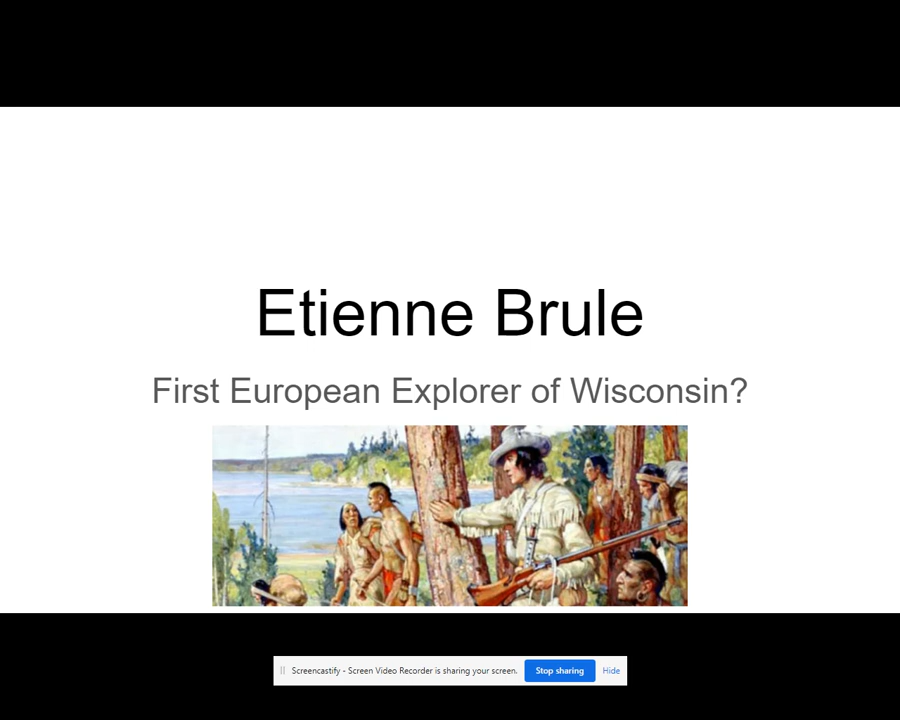 Etienne Brule
First European Explorer of Wisconsin?
Screencastify - Screen Video Recorder is sharing your screen. Stop sharing Hide